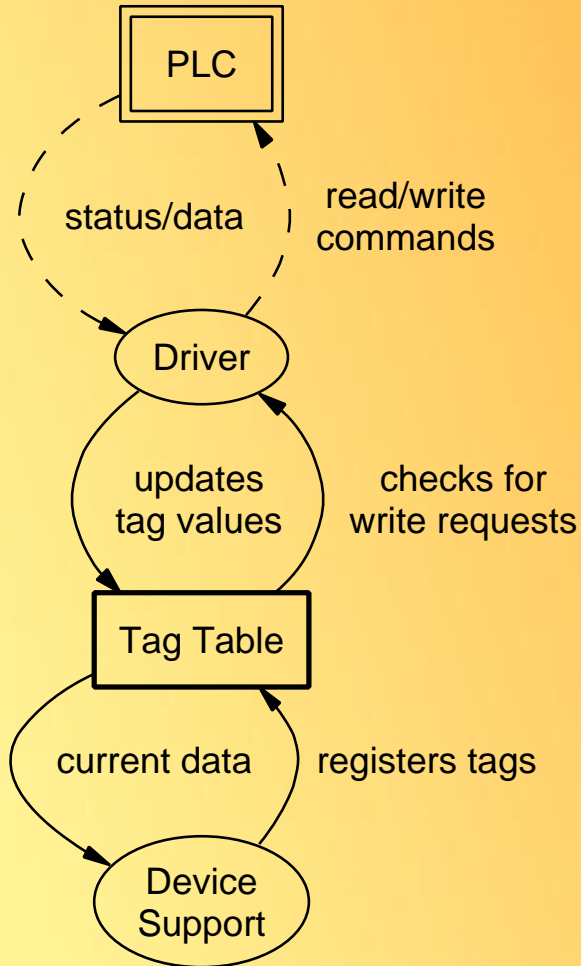 PLC
status/data
read/write
commands
Driver
updates
tag values
checks for
write requests
Tag Table
current data
registers tags
Device
Support